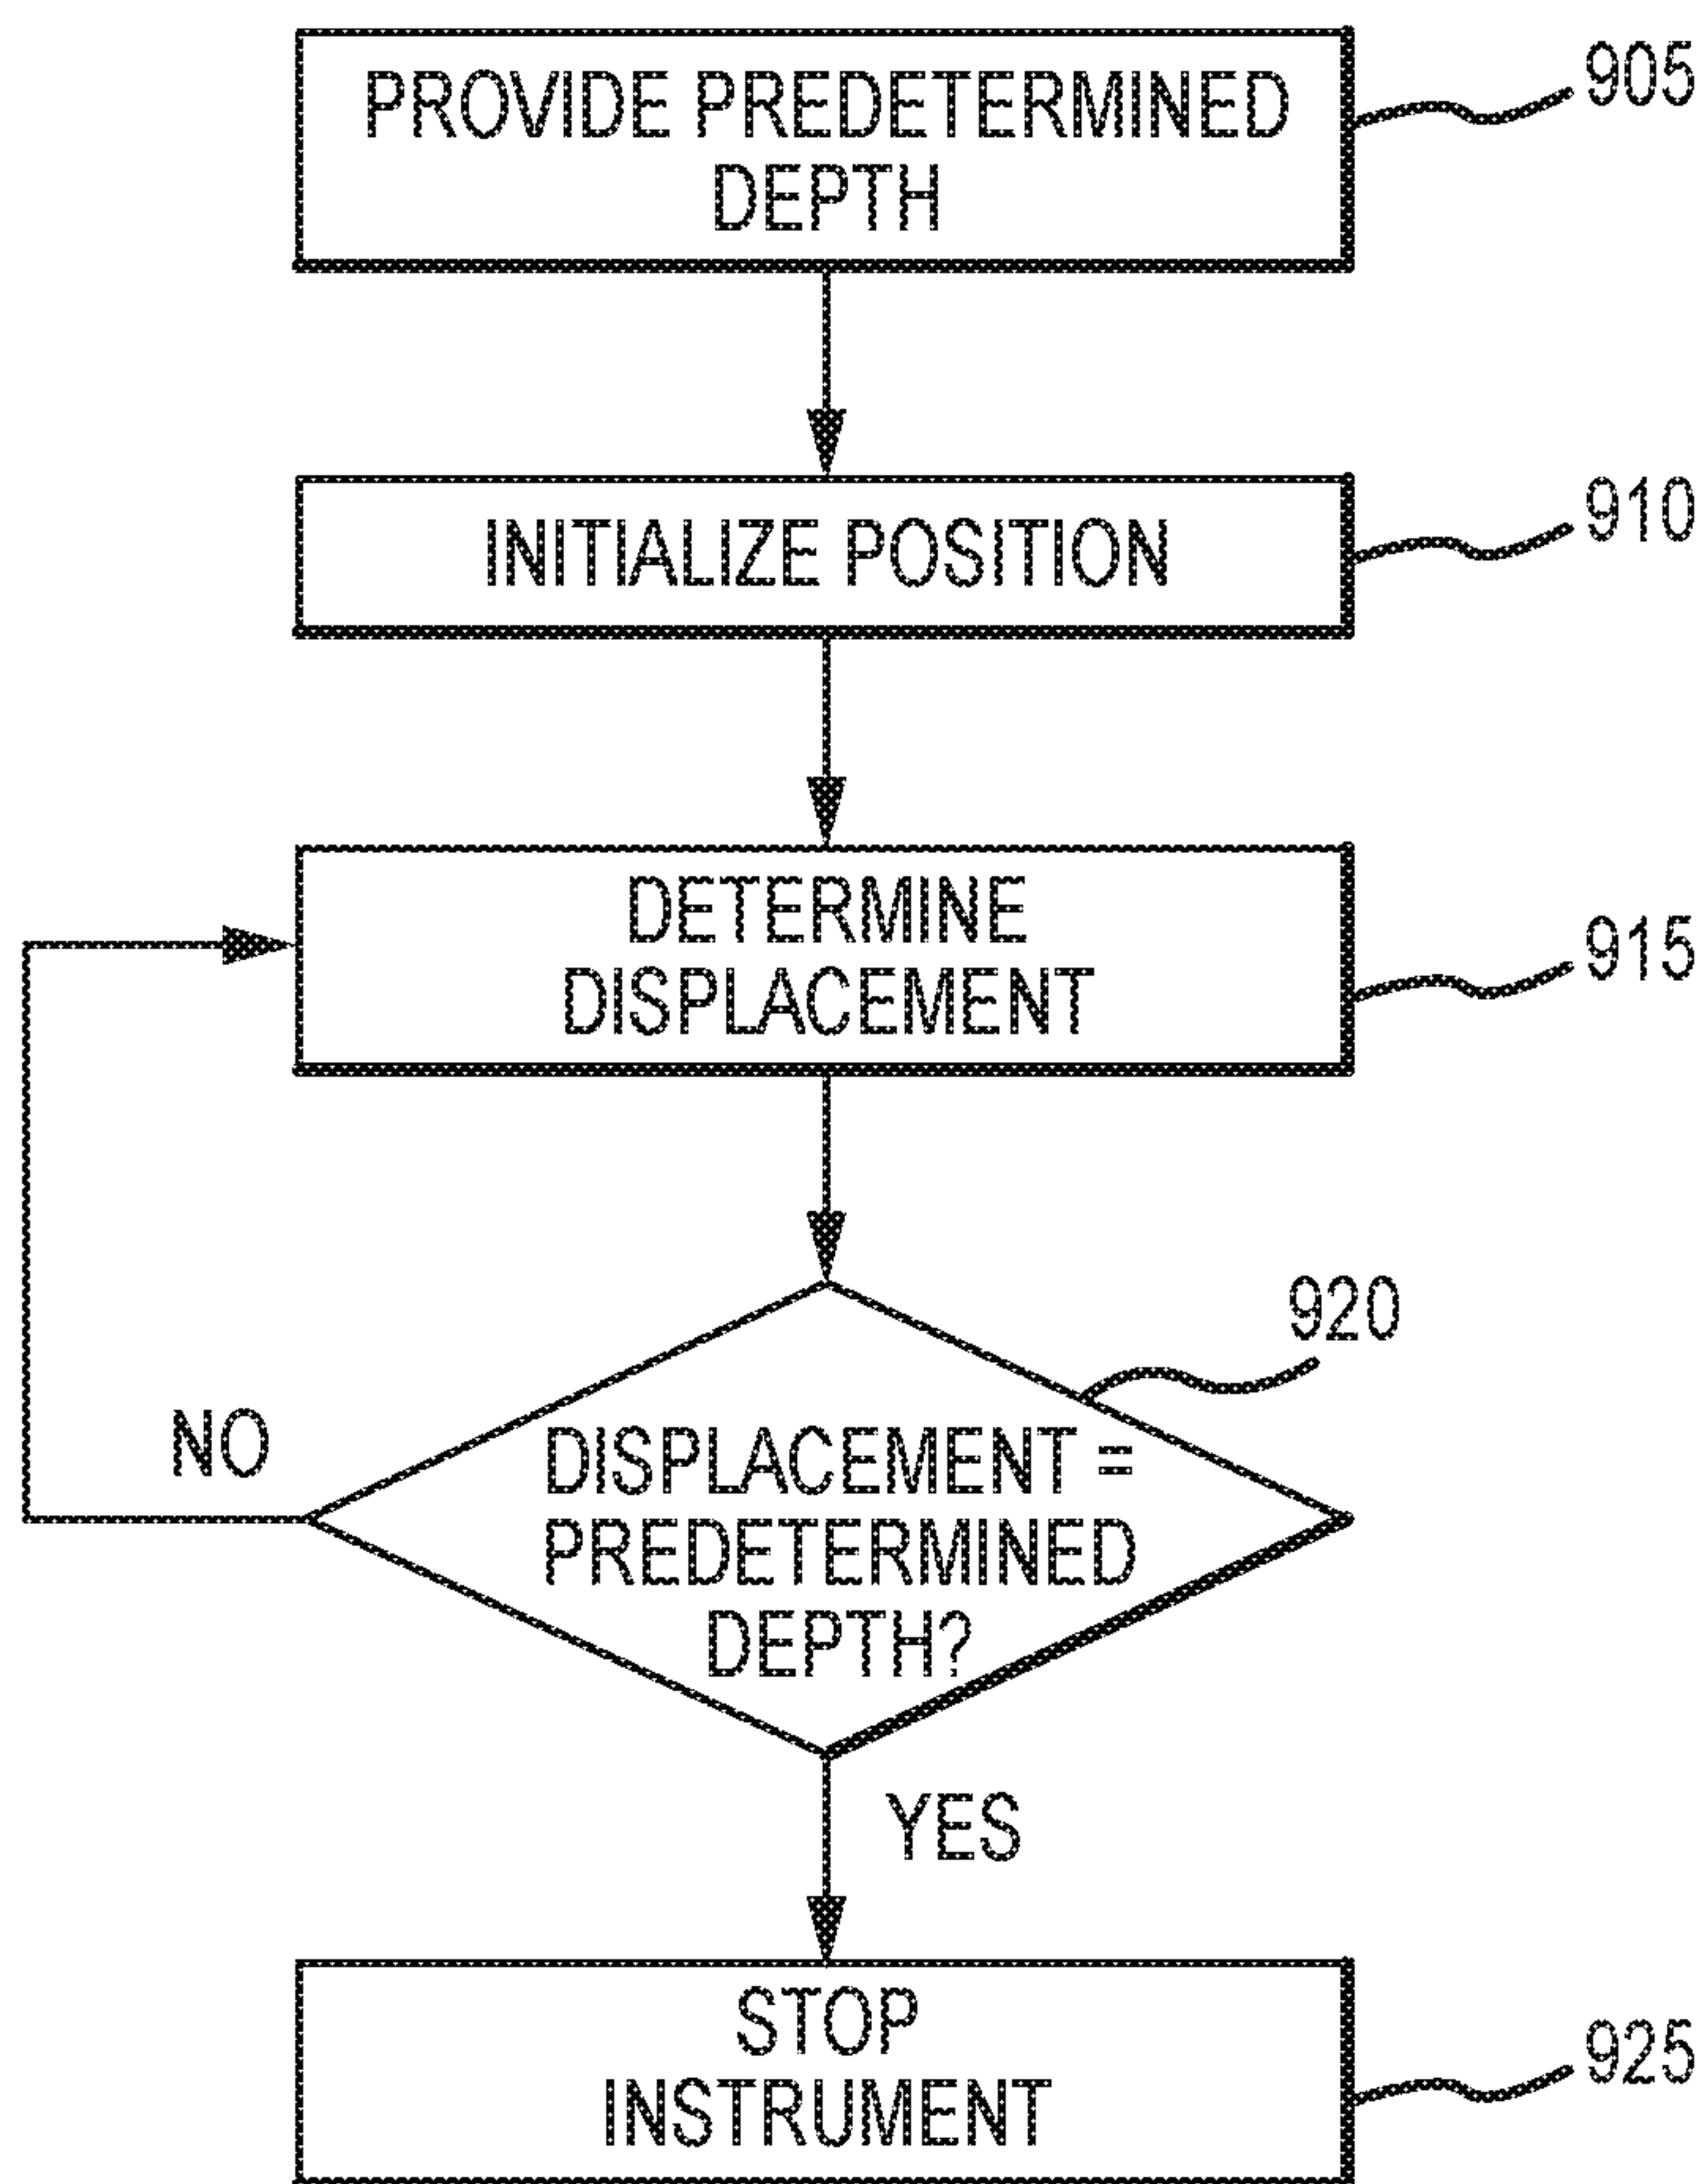 PROVIDE PREDETERMINED
DEPTH
905
INITIALIZE POSITION
910
DETERMINE
DISPLACEMENT
915
920
NO
DISPLACEMENT =
PREDETERMINED
DEPTH?
YES
STOP
INSTRUMENT
925